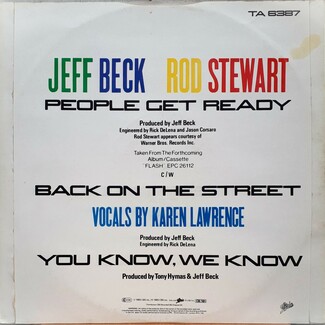 TA 6387
JEFF BECK ROD STEWART
PEOPLE GET READY
Produced by Jeff Beck
Engineered by Rick DeLena and Jason Corsaro
Rod Stewart appears courtesy of
Warner Bros. Records Inc
Taken From The Forthcoming
Album/Cassette
FLASH EPC 26112
C/W
BACK ON THE STREET
VOCALS BY KAREN LAWRENCE
Produced by Jeff Beck
Engineered by Rick DeLena
YOU KNOW, WE KNOW
Produced by Tony Hymas & Jeff Beck
Epic